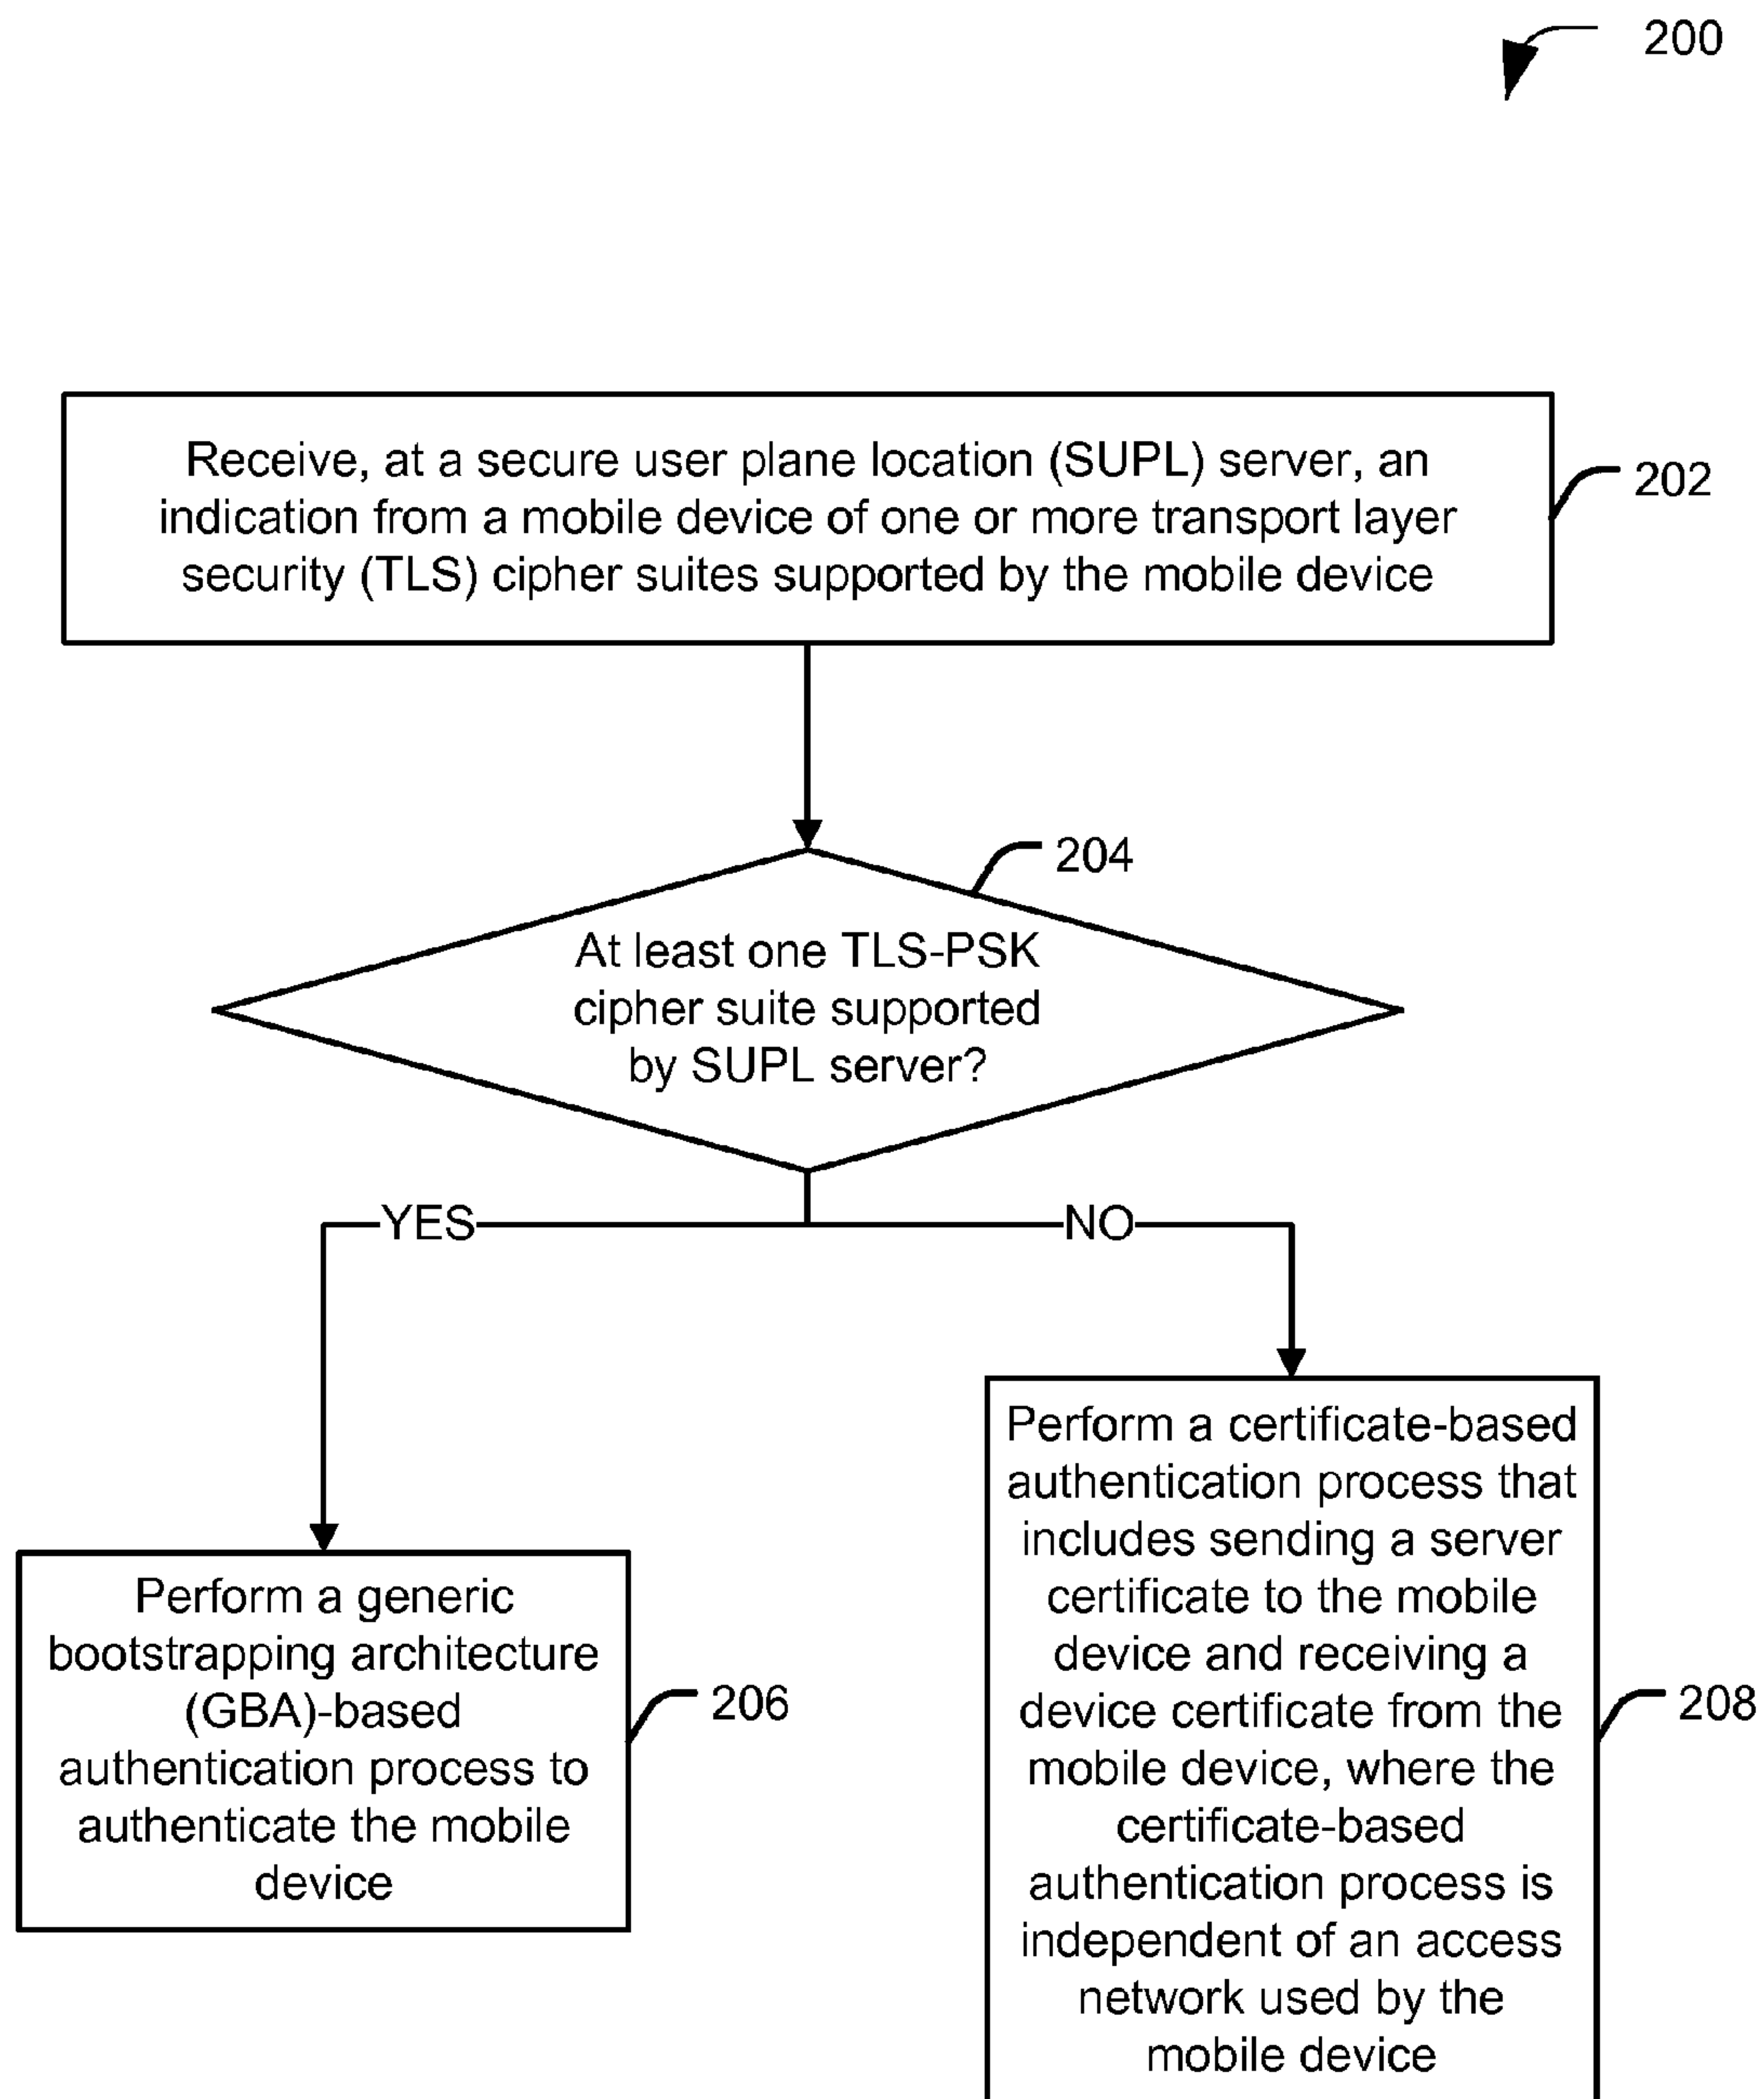 200
Receive, at a secure user plane location (SUPL) server, an
indication from a mobile device of one or more transport layer
security (TLS) cipher suites supported by the mobile device
202
204
At least one TLS-PSK
cipher suite supported
by SUPL server?
YES
NO
Perform a generic
bootstrapping architecture
(GBA)-based
authentication process to
authenticate the mobile
device
206
Perform a certificate-based
authentication process that
includes sending a server
certificate to the mobile
device and receiving a
device certificate from the
mobile device, where the
certificate-based
authentication process is
independent of an access
network used by the
mobile device
208